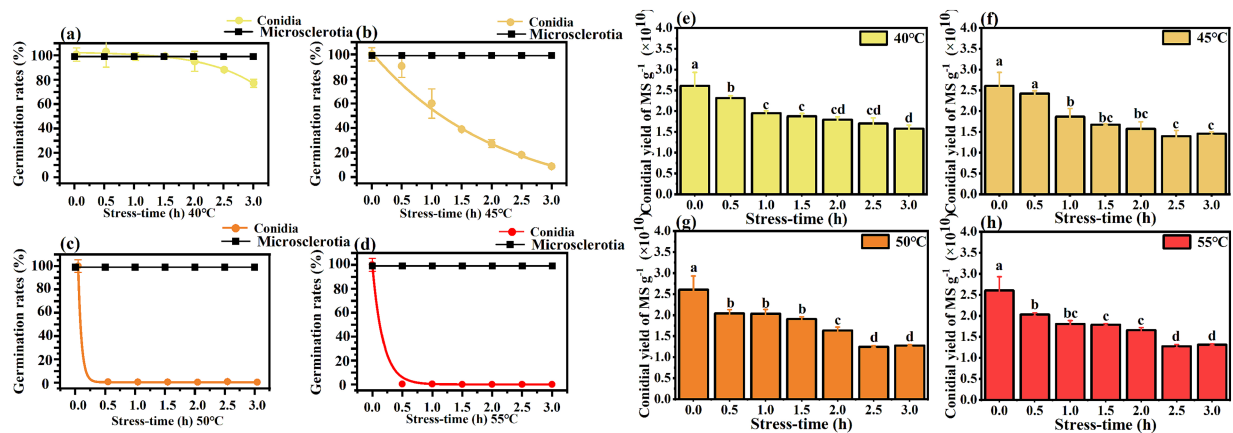 (a)
Conidia
Microsclerotia
Germination rates (%)
120
100
80
60
40
20
0
0.0 0.5 1.0 1.5 2.0 2.5 3.0
Stress-time (h) 40℃
(b)
Conidia
Microsclerotia
Germination rates (%)
120
100
80
60
40
20
0
0.0 0.5 1.0 1.5 2.0 2.5 3.0
Stress-time (h) 45℃
(c)
Conidia
Microsclerotia
Germination rates (%)
120
100
80
60
40
20
0
0.0 0.5 1.0 1.5 2.0 2.5 3.0
Stress-time (h) 50℃
(d)
Conidia
Microsclerotia
Germination rates (%)
120
100
80
60
40
20
0
0.0 0.5 1.0 1.5 2.0 2.5 3.0
Stress-time (h) 55℃
(e)
40℃
Conidial yield of MS g⁻¹ (×10¹⁰)
4.0
3.5
3.0
2.5
2.0
1.5
1.0
0.5
0.0
a b c c cd cd d
0.0 0.5 1.0 1.5 2.0 2.5 3.0
Stress-time (h)
(f)
45℃
Conidial yield of MS g⁻¹ (×10¹⁰)
4.0
3.5
3.0
2.5
2.0
1.5
1.0
0.5
0.0
a a b bc bc c c
0.0 0.5 1.0 1.5 2.0 2.5 3.0
Stress-time (h)
(g)
50℃
Conidial yield of MS g⁻¹ (×10¹⁰)
4.0
3.5
3.0
2.5
2.0
1.5
1.0
0.5
0.0
a b b b c d d
0.0 0.5 1.0 1.5 2.0 2.5 3.0
Stress-time (h)
(h)
55℃
Conidial yield of MS g⁻¹ (×10¹⁰)
4.0
3.5
3.0
2.5
2.0
1.5
1.0
0.5
0.0
a b bc c c d d
0.0 0.5 1.0 1.5 2.0 2.5 3.0
Stress-time (h)